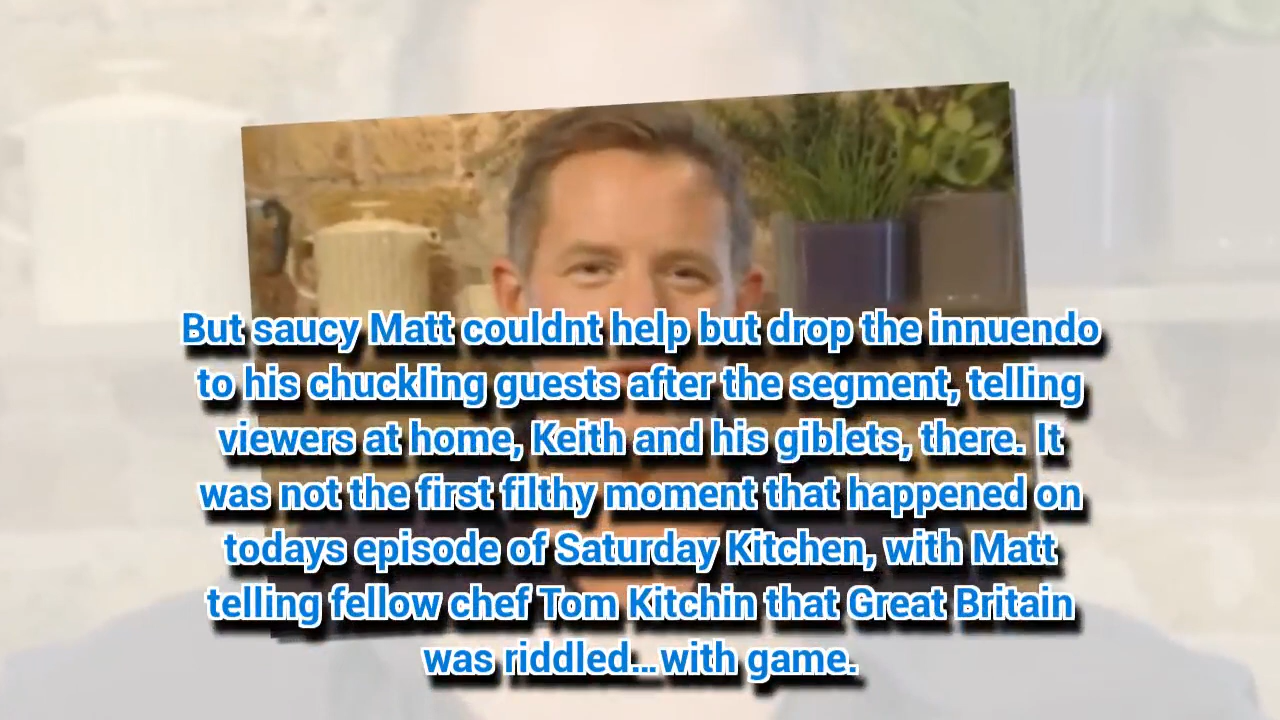 But saucy Matt couldnt help but drop the innuendo
to his chuckling guests after the segment, telling
viewers at home, Keith and his giblets, there. It
was not the first filthy moment that happened on
todays episode of Saturday Kitchen, with Matt
telling fellow chef Tom Kitchin that Great Britain
was riddled...with game.